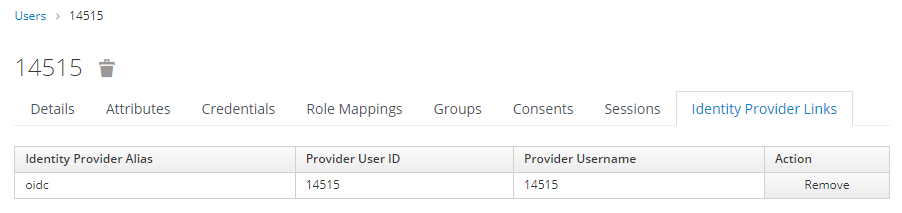 Users > 14515
14515
Details Attributes Credentials Role Mappings Groups Consents Sessions Identity Provider Links
Identity Provider Alias Provider User ID Provider Username Action
oidc 14515 14515 Remove